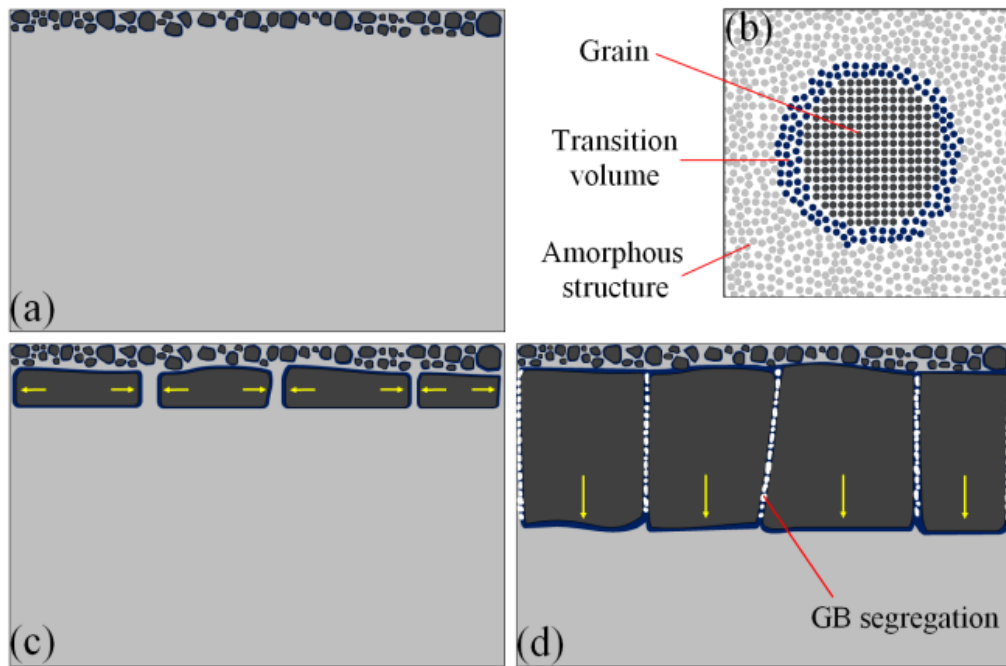 (a)
(b)
Grain
Transition
volume
Amorphous
structure
(c)
(d)
GB segregation